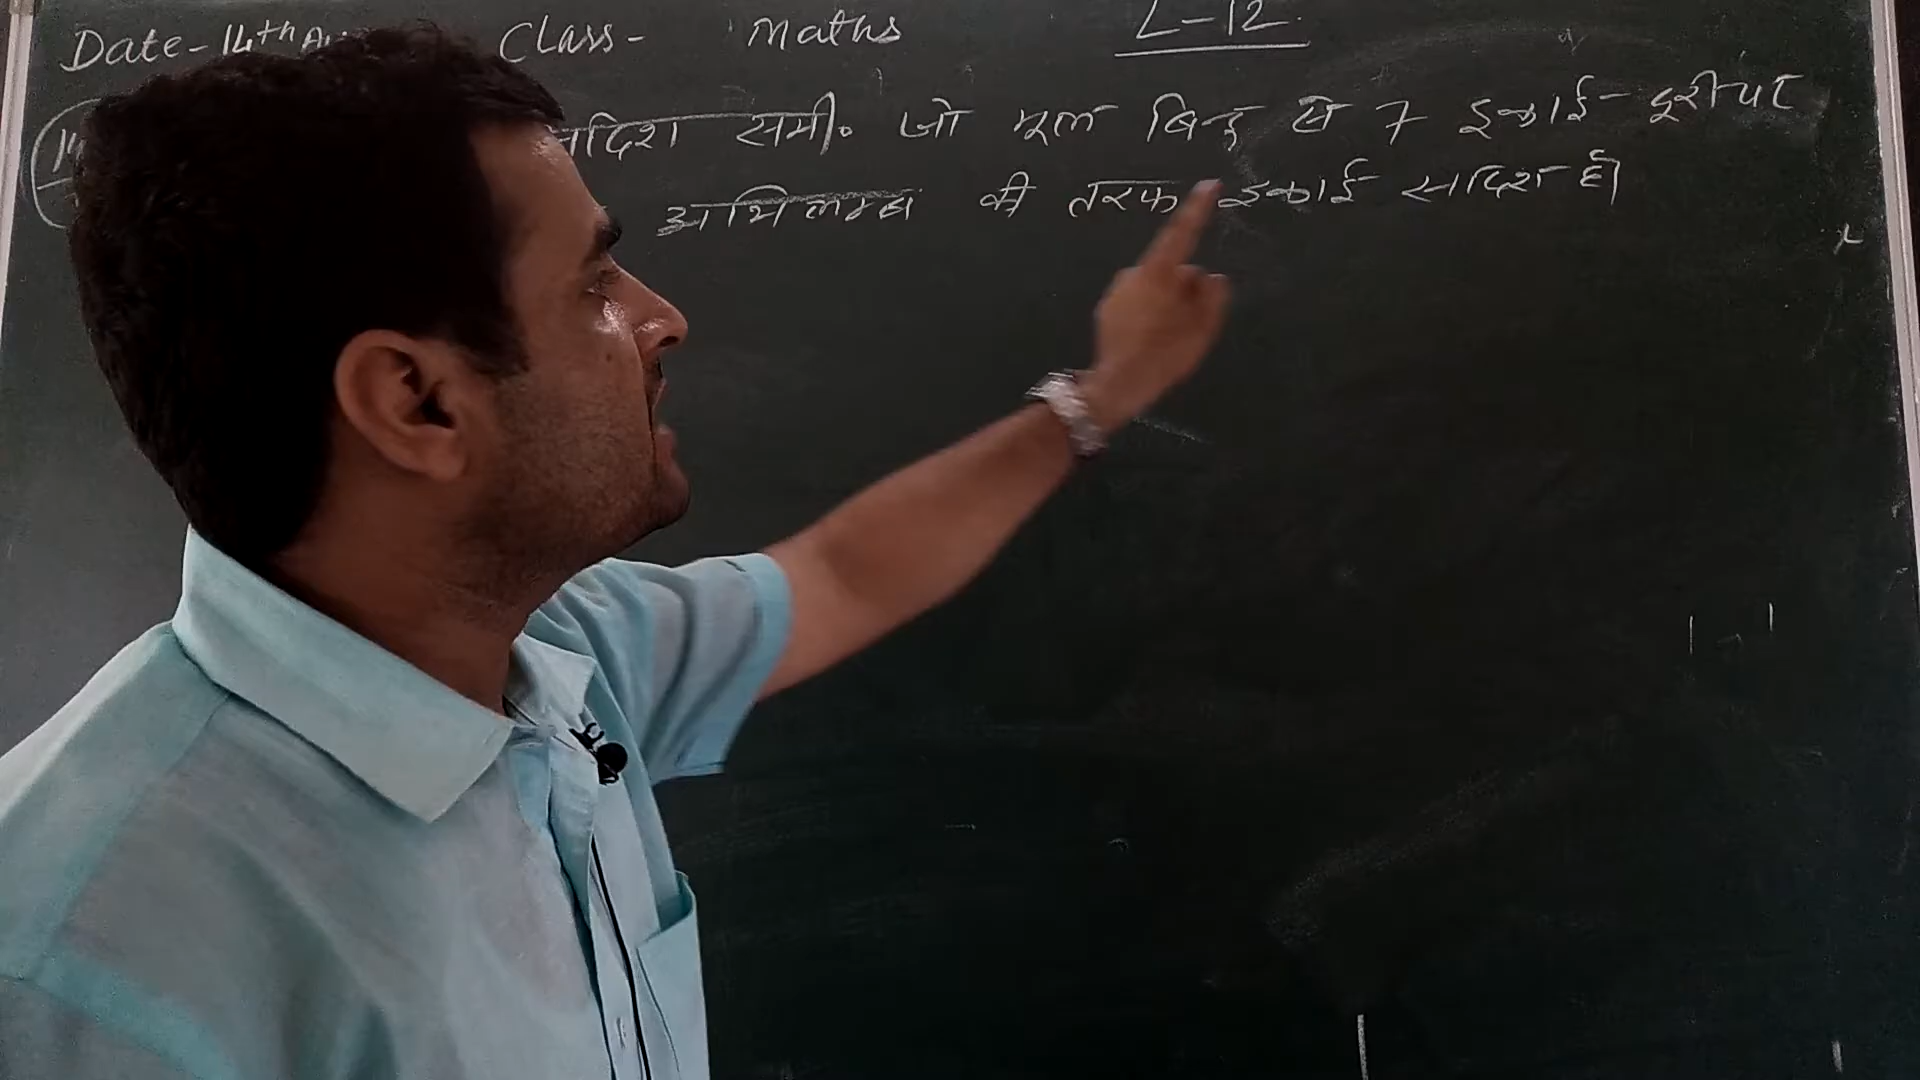 Date - 14th Class - Maths L-12.
सदिश समी० जो मूल बिन्दु से 7 इकाई दूरी पर
अभिलम्ब की तरफ इकाई सदिश हो